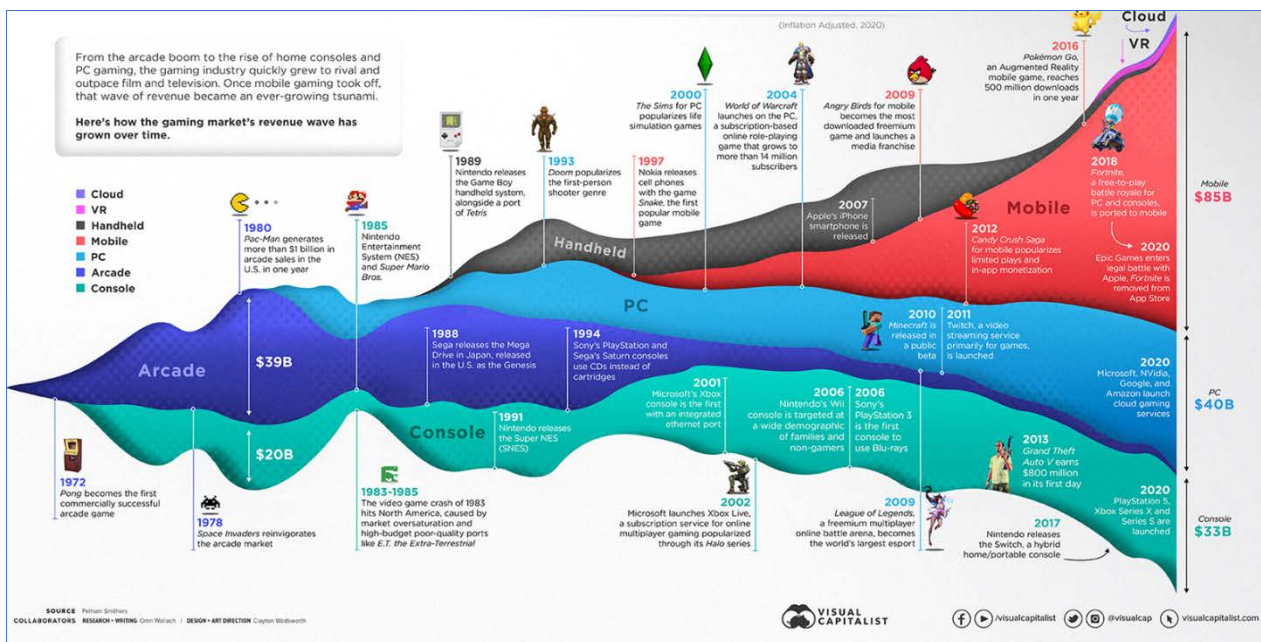 (Inflation Adjusted, 2020)
From the arcade boom to the rise of home consoles and
PC gaming, the gaming industry quickly grew to rival and
outpace film and television. Once mobile gaming took off,
that wave of revenue became an ever-growing tsunami.
Here's how the gaming market's revenue wave has
grown over time.
Cloud
VR
Handheld
Mobile
PC
Arcade
Console
1972
Pong becomes the first
commercially successful
arcade game
1978
Space Invaders reinvigorates
the arcade market
1980
Pac-Man generates
more than $1 billion in
arcade sales in the
U.S. in one year
1985
Nintendo
Entertainment
System (NES)
and Super Mario
Bros.
1983-1985
The video game crash of 1983
hits North America, caused by
market oversaturation and
high-budget poor-quality ports
like E.T. the Extra-Terrestrial
1989
Nintendo releases
the Game Boy
handheld system,
alongside a port
of Tetris
1988
Sega releases the Mega
Drive in Japan, released
in the U.S. as the Genesis
1991
Nintendo releases
the Super NES
(SNES)
1993
Doom popularizes
the first-person
shooter genre
1994
Sony's PlayStation and
Sega's Saturn consoles
use CDs instead of
cartridges
1997
Nokia releases
cell phones with
the game
Snake, the first
popular mobile
game
2000
The Sims for PC
popularizes life
simulation games
2001
Microsoft's Xbox
console is the first
with an integrated
ethernet port
2002
Microsoft launches Xbox Live,
a subscription service for online
multiplayer gaming popularized
through its Halo series
2004
World of Warcraft
launches on the PC,
a subscription-based
online role-playing
game that grows to
more than 14 million
subscribers
2006
Nintendo's Wii
console is targeted at
a wide demographic
of families and
non-gamers
2006
Sony's
PlayStation 3
is the first
console to
use Blu-rays
2007
Apple's iPhone
smartphone is
released
2009
Angry Birds for mobile
becomes the most
downloaded freemium
game and launches a
media franchise
2009
League of Legends,
a freemium multiplayer
online battle arena, becomes
the world's largest esport
2010
Minecraft is
released in
a public
beta
2011
Twitch, a video
streaming service
primarily for games,
is launched
2012
Candy Crush Saga
for mobile popularizes
limited plays and
in-app monetization
2013
Grand Theft
Auto V earns
$800 million
in its first day
2016
Pokémon Go,
an Augmented Reality
mobile game, reaches
500 million downloads
in one year
2017
Nintendo releases
the Switch, a hybrid
home/portable console
2018
Fortnite,
a free-to-play
battle royale for
PC and consoles,
is ported to mobile
2020
Epic Games enters
legal battle with
Apple, Fortnite is
removed from
App Store
2020
Microsoft, NVidia,
Google, and
Amazon launch
cloud gaming
services
2020
PlayStation 5,
Xbox Series X and
Series S are
launched
Arcade
Console
Handheld
PC
Mobile
Cloud
VR
$39B
$20B
Mobile
$85B
PC
$40B
Console
$33B
SOURCE Pelham Smithers
COLLABORATORS RESEARCH + WRITING Omri Wallach | DESIGN + ART DIRECTION Clayton Wadsworth
VISUAL
CAPITALIST
/visualcapitalist
@visualcap
visualcapitalist.com